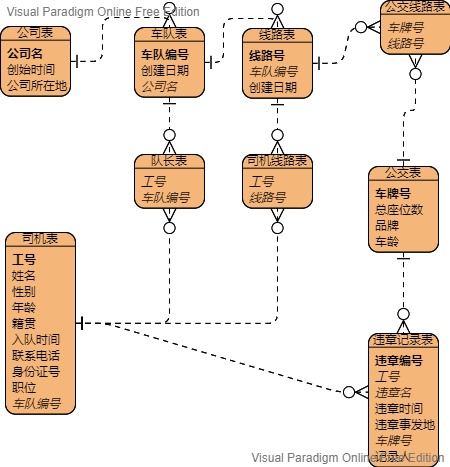 Visual Paradigm Online Free Edition
公司表
公司名
创始时间
公司所在地
车队表
车队编号
创建日期
公司名
线路表
线路号
车队编号
创建日期
公交线路表
车牌号
线路号
队长表
工号
车队编号
司机线路表
工号
线路号
公交表
车牌号
总座位数
品牌
车龄
司机表
工号
姓名
性别
年龄
籍贯
入队时间
联系电话
身份证号
职位
车队编号
违章记录表
违章编号
工号
违章名
违章时间
违章事发地
车牌号
记录人
Visual Paradigm Online Free Edition